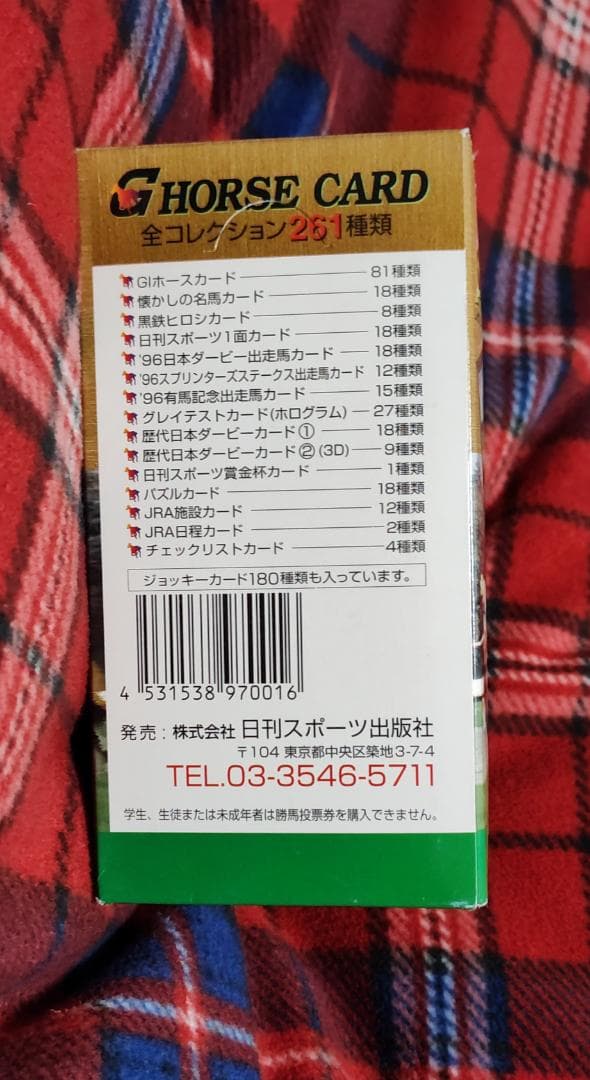 G HORSE CARD
全コレクション261種類
GIホースカード 81種類
懐かしの名馬カード 18種類
黒鉄ヒロシカード 8種類
日刊スポーツ1面カード 18種類
'96日本ダービー出走馬カード 18種類
'96スプリンターズステークス出走馬カード 12種類
'96有馬記念出走馬カード 15種類
グレイテストカード(ホログラム) 27種類
歴代日本ダービーカード① 18種類
歴代日本ダービーカード②(3D) 9種類
日刊スポーツ賞金杯カード 1種類
パズルカード 18種類
JRA施設カード 12種類
JRA日程カード 2種類
チェックリストカード 4種類
ジョッキーカード180種類も入っています。
4 531538 970016
発売：株式会社 日刊スポーツ出版社
〒104 東京都中央区築地3-7-4
TEL.03-3546-5711
学生、生徒または未成年者は勝馬投票券を購入できません。